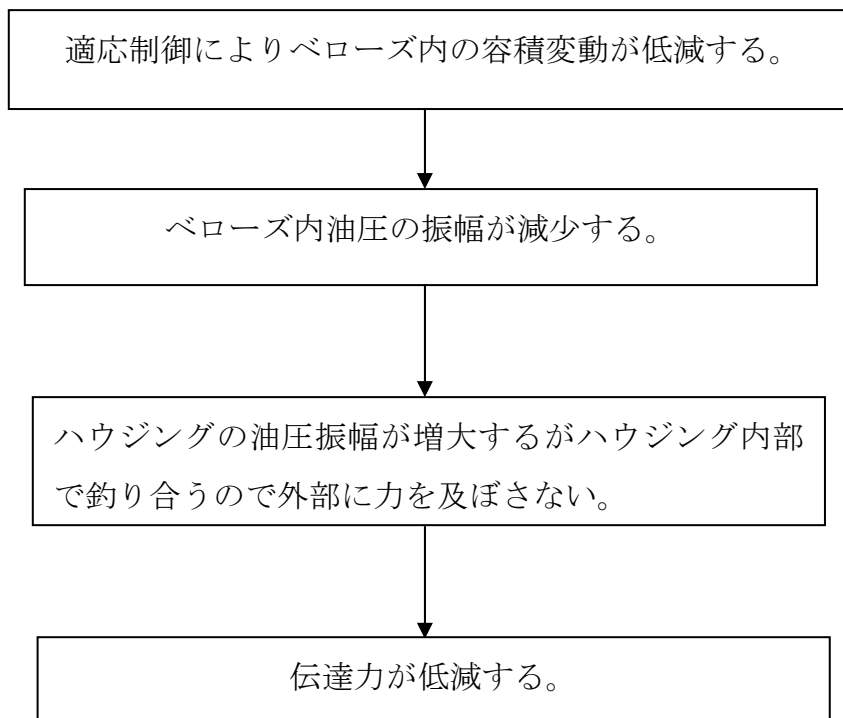 適応制御によりベローズ内の容積変動が低減する。
ベローズ内油圧の振幅が減少する。
ハウジングの油圧振幅が増大するがハウジング内部
で釣り合うので外部に力を及ぼさない。
伝達力が低減する。